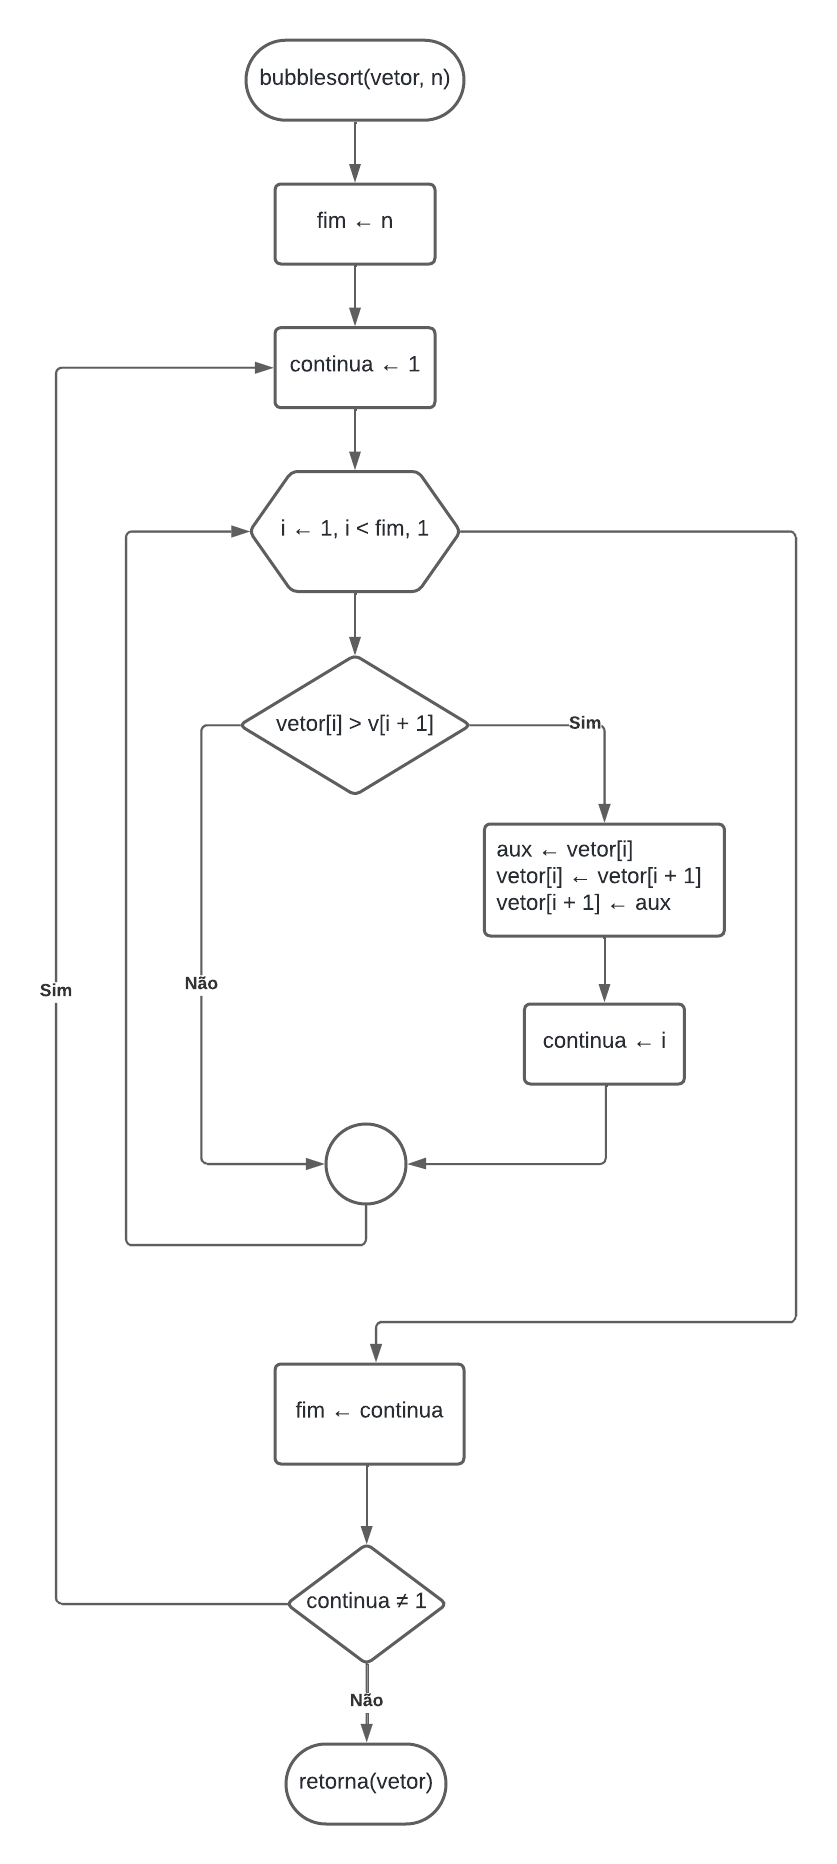 bubblesort(vetor, n)
fim ← n
continua ← 1
i ← 1, i < fim, 1
vetor[i] > v[i + 1]
Sim
aux ← vetor[i]
vetor[i] ← vetor[i + 1]
vetor[i + 1] ← aux
Não
Sim
continua ← i
fim ← continua
continua ≠ 1
Não
retorna(vetor)